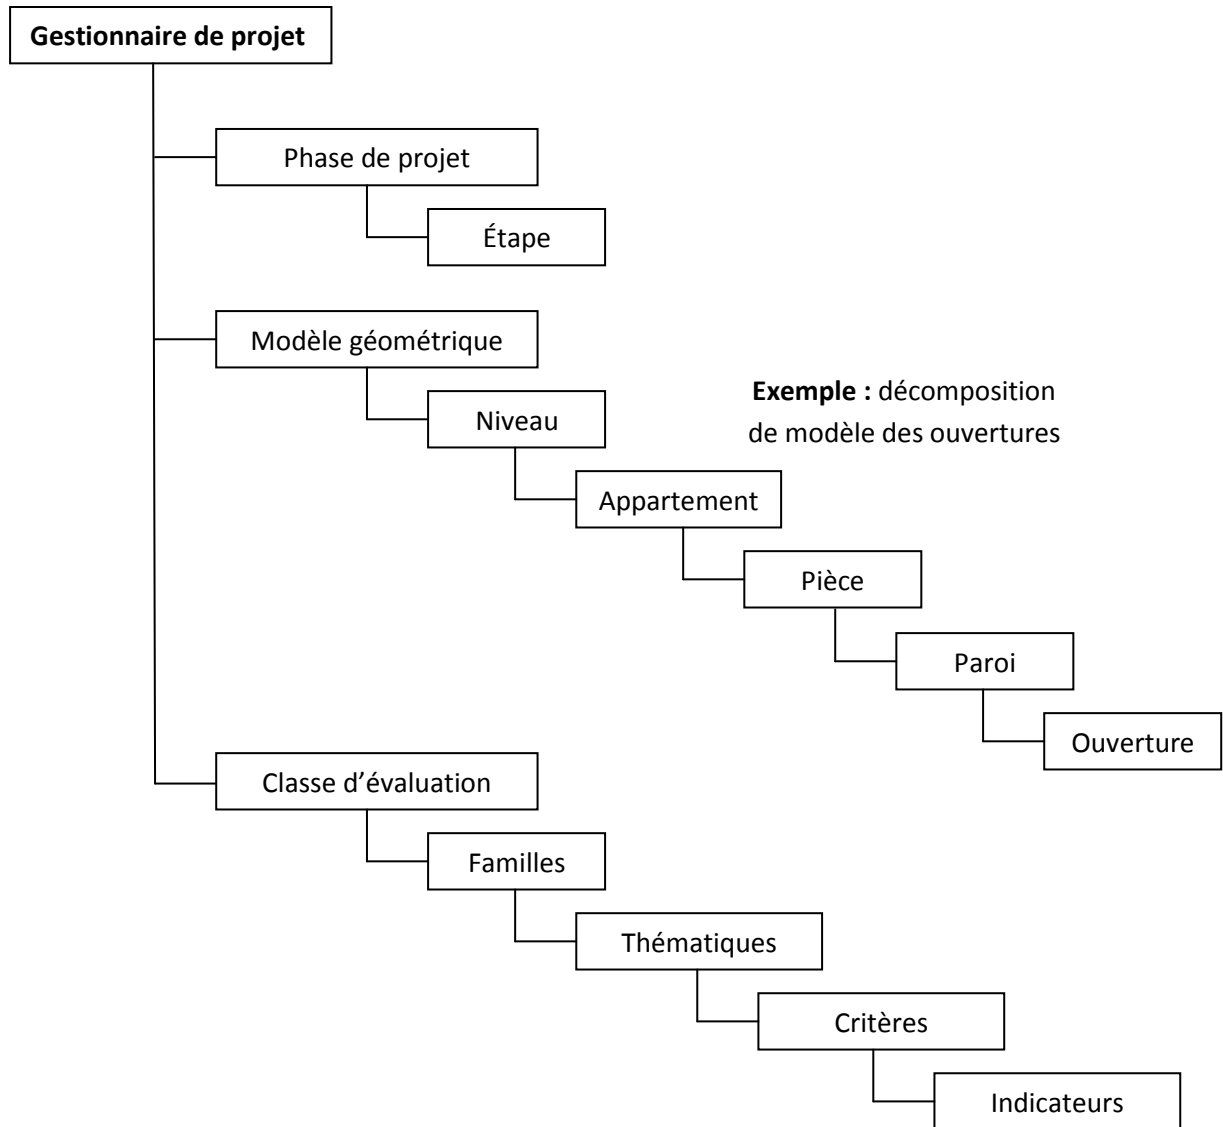 Gestionnaire de projet
Phase de projet
Étape
Modèle géométrique
Exemple : décomposition
de modèle des ouvertures
Niveau
Appartement
Pièce
Paroi
Ouverture
Classe d’évaluation
Familles
Thématiques
Critères
Indicateurs